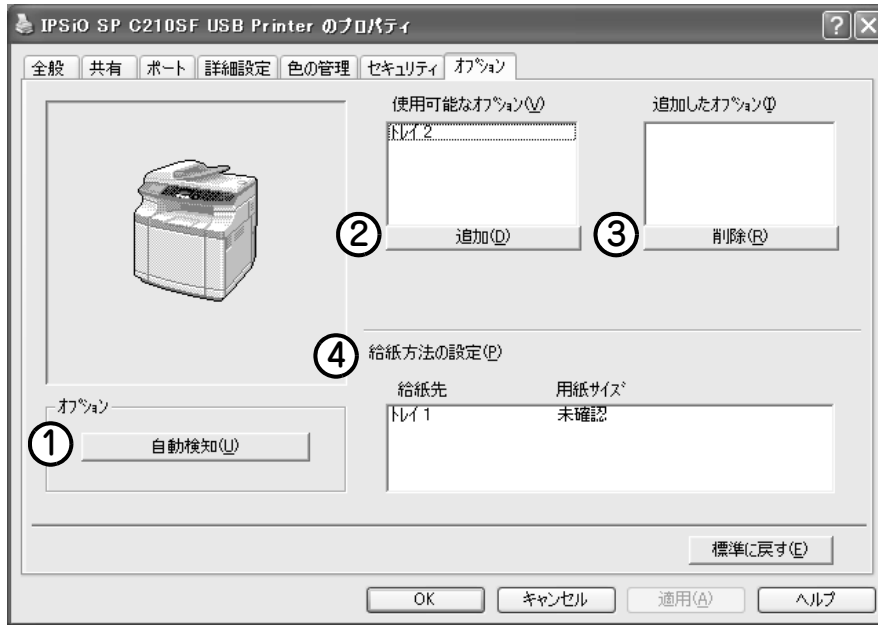 IPSiO SP C210SF USB Printer のプロパティ
全般 共有 ポート 詳細設定 色の管理 セキュリティ オプション
使用可能なオプション(V)
トレイ 2
② 追加(D)
追加したオプション(I)
③ 削除(R)
④ 給紙方法の設定(P)
給紙先 用紙サイズ
トレイ 1 未確認
オプション
① 自動検知(U)
標準に戻す(E)
OK キャンセル 適用(A) ヘルプ